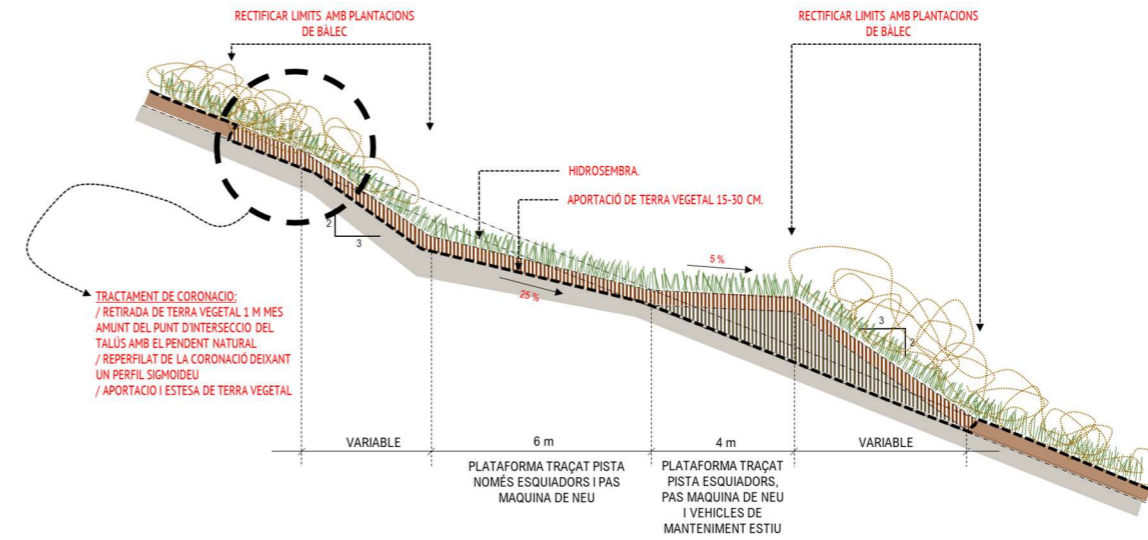 RECTIFICAR LIMITS AMB PLANTACIONS
DE BÀLEC
RECTIFICAR LIMITS AMB PLANTACIONS
DE BÀLEC
HIDROSEMBRA.
APORTACIÓ DE TERRA VEGETAL 15-30 CM.
2
3
5 %
25 %
3
2
TRACTAMENT DE CORONACIO:
/ RETIRADA DE TERRA VEGETAL 1 M MES
AMUNT DEL PUNT D'INTERSECCIO DEL
TALÚS AMB EL PENDENT NATURAL
/ REPERFILAT DE LA CORONACIÓ DEIXANT
UN PERFIL SIGMOIDEU
/ APORTACIO I ESTESA DE TERRA VEGETAL
VARIABLE
6 m
4 m
VARIABLE
PLATAFORMA TRAÇAT PISTA
NOMÉS ESQUIADORS I PAS
MAQUINA DE NEU
PLATAFORMA TRAÇAT
PISTA ESQUIADORS,
PAS MAQUINA DE NEU
I VEHICLES DE
MANTENIMENT ESTIU